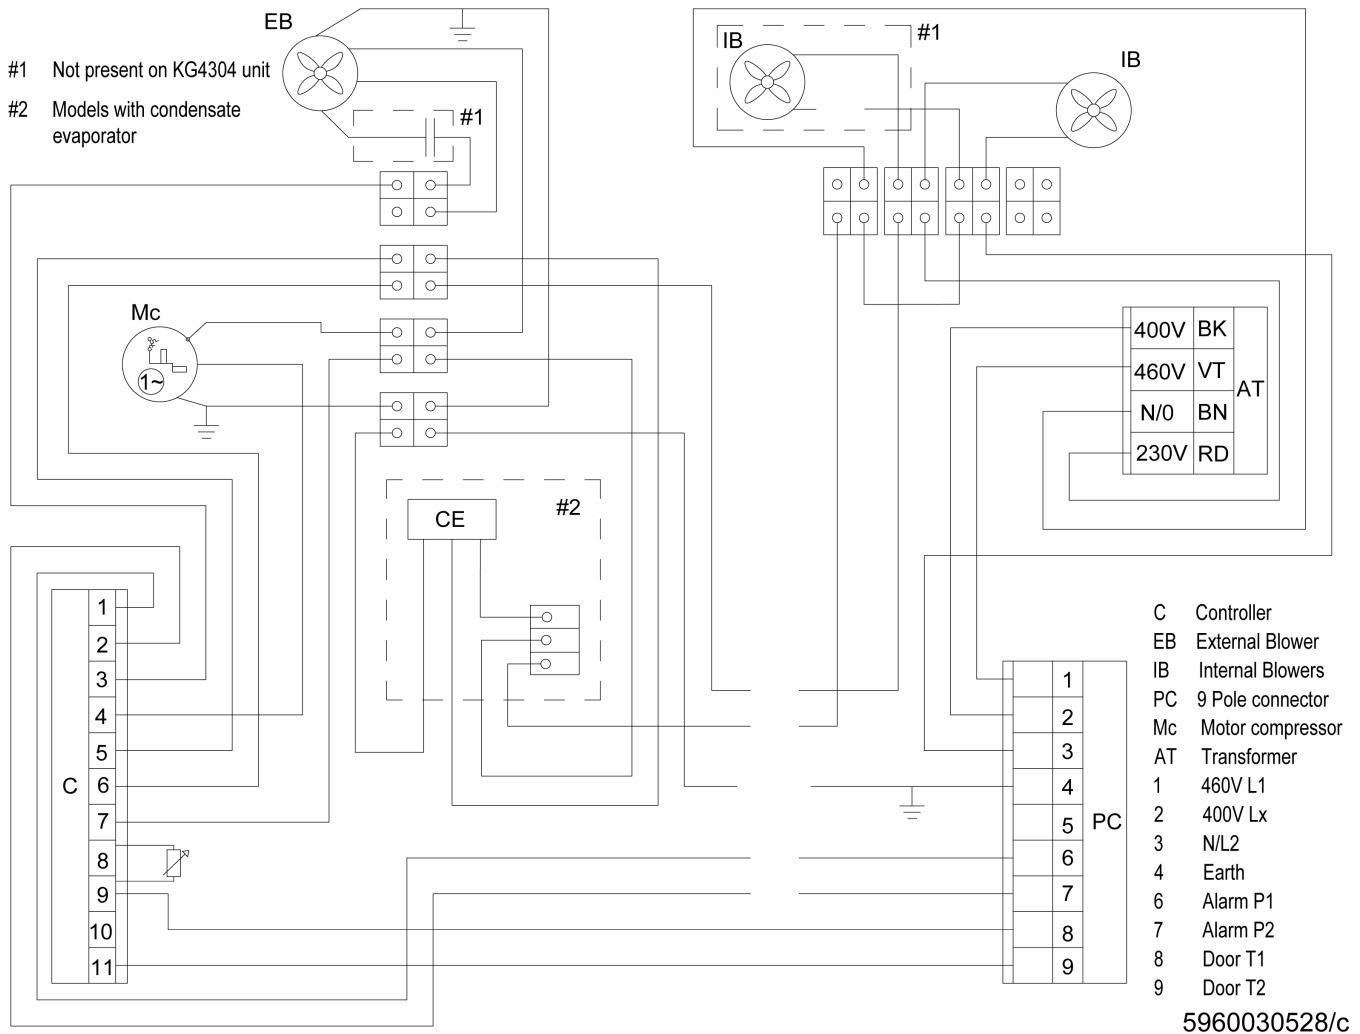 EB
#1 Not present on KG4304 unit
#2 Models with condensate
evaporator
#1
IB
#1
IB
Mc
1~
400V BK
460V VT
N/0 BN
230V RD
AT
CE
#2
C
1
2
3
4
5
6
7
8
9
10
11
1
2
3
4
5
6
7
8
9
PC
C Controller
EB External Blower
IB Internal Blowers
PC 9 Pole connector
Mc Motor compressor
AT Transformer
1 460V L1
2 400V Lx
3 N/L2
4 Earth
6 Alarm P1
7 Alarm P2
8 Door T1
9 Door T2
5960030528/c